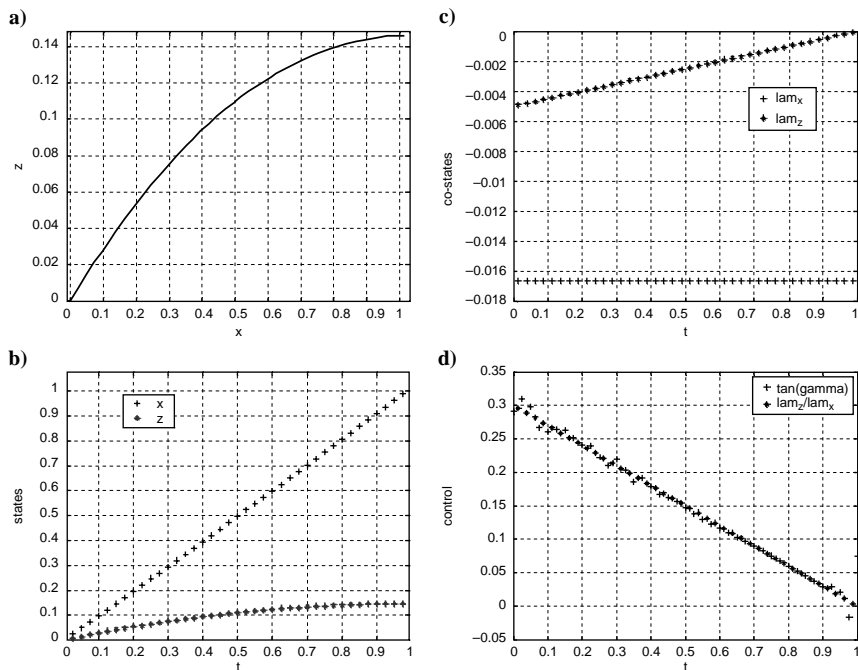 a)
0.14
0.12
0.1
0.08
0.06
0.04
0.02
0
z
0 0.1 0.2 0.3 0.4 0.5 0.6 0.7 0.8 0.9 1
x
b)
1
0.9
0.8
0.7
0.6
0.5
0.4
0.3
0.2
0.1
0
states
x
z
0 0.1 0.2 0.3 0.4 0.5 0.6 0.7 0.8 0.9 1
t
c)
0
−0.002
−0.004
−0.006
−0.008
−0.01
−0.012
−0.014
−0.016
−0.018
co-states
lamx
lamz
0 0.1 0.2 0.3 0.4 0.5 0.6 0.7 0.8 0.9 1
t
d)
0.35
0.3
0.25
0.2
0.15
0.1
0.05
0
−0.05
control
tan(gamma)
lamz/lamx
0 0.1 0.2 0.3 0.4 0.5 0.6 0.7 0.8 0.9 1
t